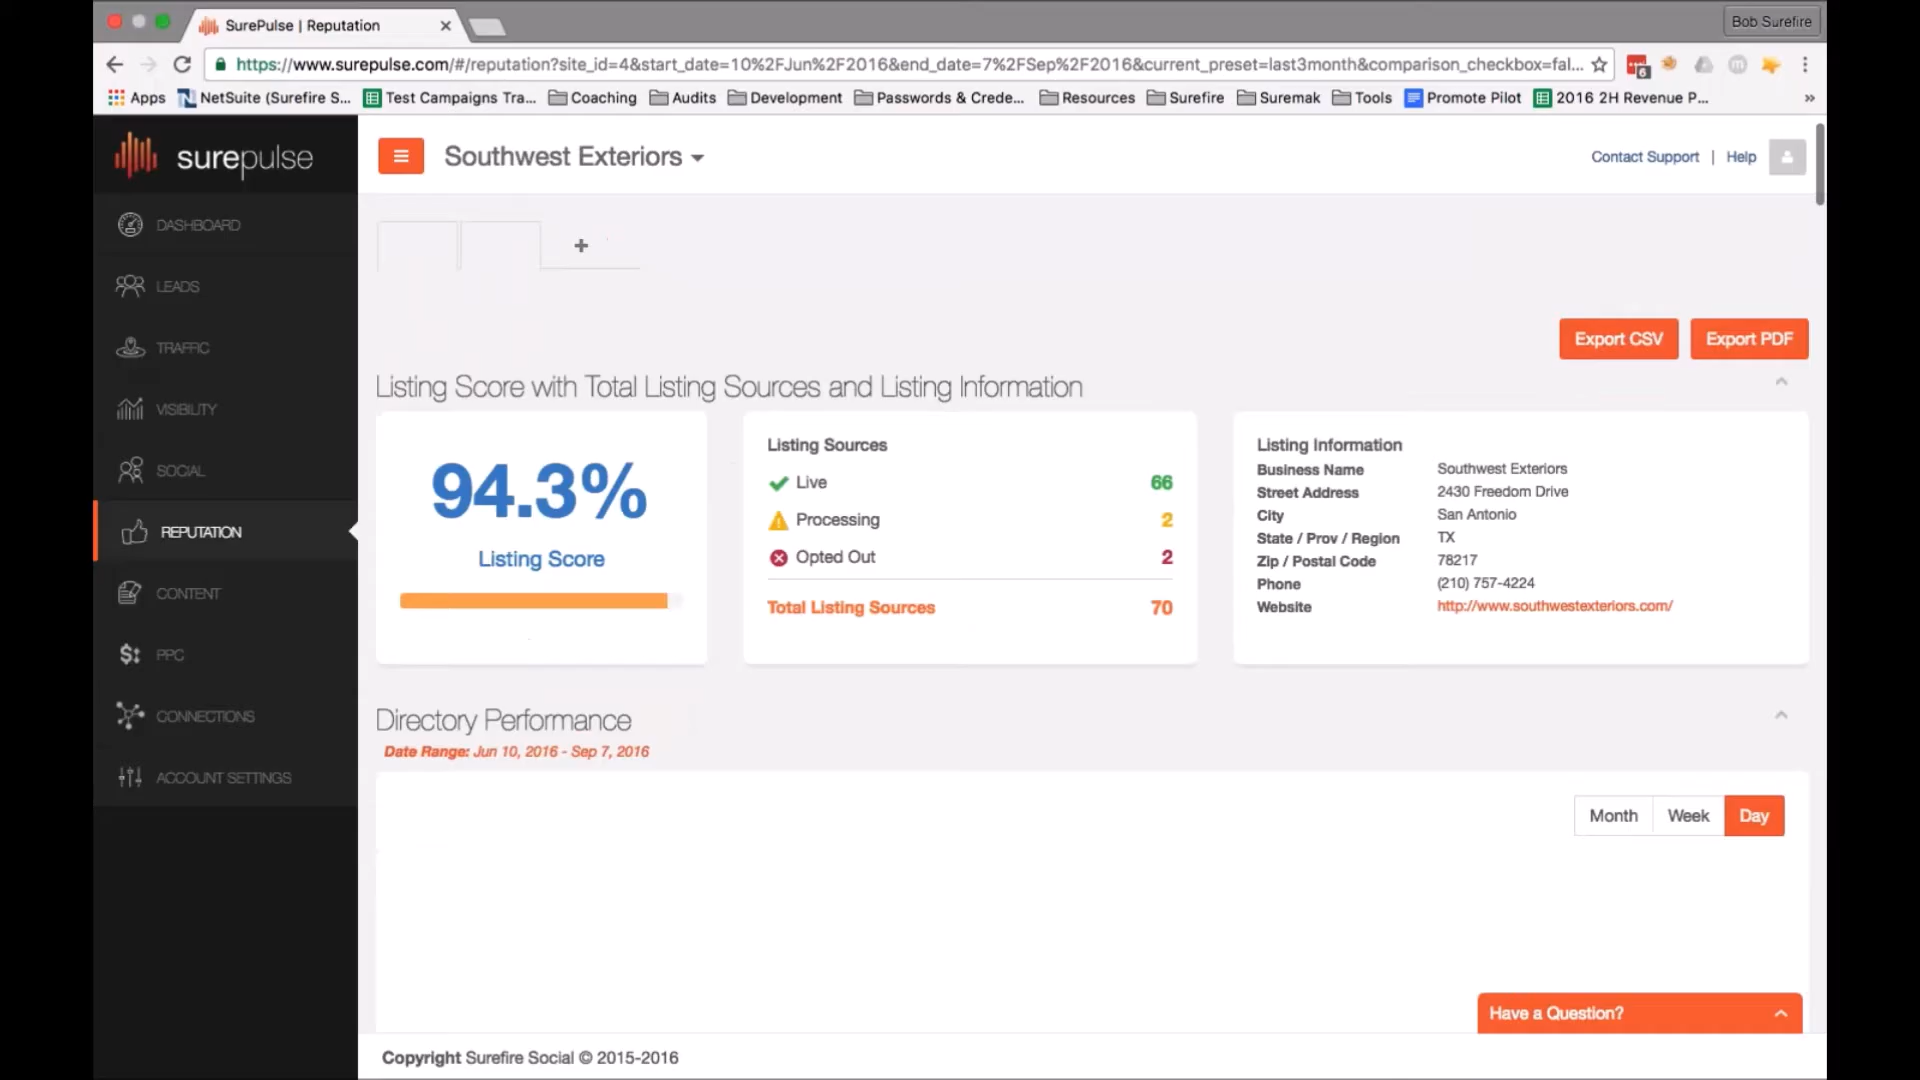 SurePulse | Reputation
Bob Surefire
https://www.surepulse.com/#/reputation?site_id=4&start_date=10%2FJun%2F2016&end_date=7%2FSep%2F2016&current_preset=last3month&comparison_checkbox=fal...
6
Apps NetSuite (Surefire S... Test Campaigns Tra... Coaching Audits Development Passwords & Crede... Resources Surefire Suremak Tools Promote Pilot 2016 2H Revenue P... »
surepulse
Southwest Exteriors
Contact Support | Help
DASHBOARD
LEADS
TRAFFIC
VISIBILITY
SOCIAL
REPUTATION
CONTENT
PPC
CONNECTIONS
ACCOUNT SETTINGS
+
Export CSV Export PDF
Listing Score with Total Listing Sources and Listing Information
94.3%
Listing Score
Listing Sources
Live 66
Processing 2
Opted Out 2
Total Listing Sources 70
Listing Information
Business Name Southwest Exteriors
Street Address 2430 Freedom Drive
City San Antonio
State / Prov / Region TX
Zip / Postal Code 78217
Phone (210) 757-4224
Website http://www.southwestexteriors.com/
Directory Performance
Date Range: Jun 10, 2016 - Sep 7, 2016
Month Week Day
Have a Question?
Copyright Surefire Social © 2015-2016